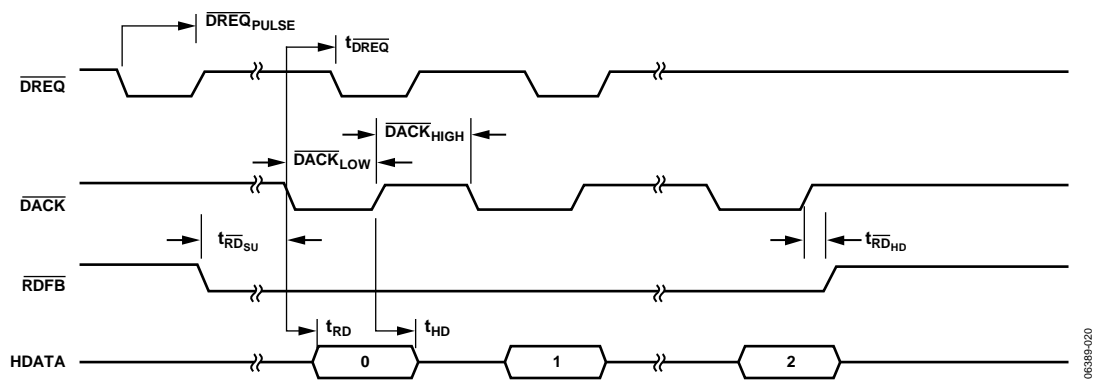 DREQPULSE
tDREQ
DREQ
DACKHIGH
DACKLOW
DACK
tRDSU
tRDHD
RDFB
tRD
tHD
HDATA
0
1
2
06389-020